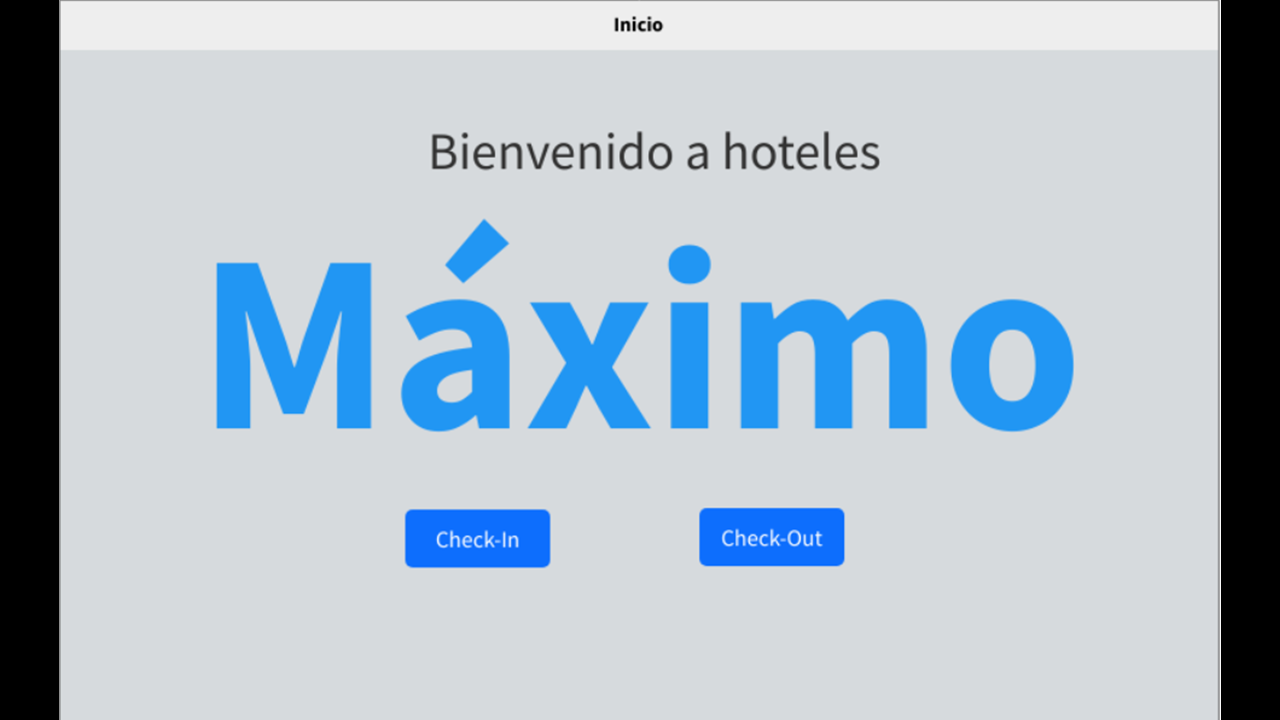 Inicio
Bienvenido a hoteles
Máximo
Check-In
Check-Out